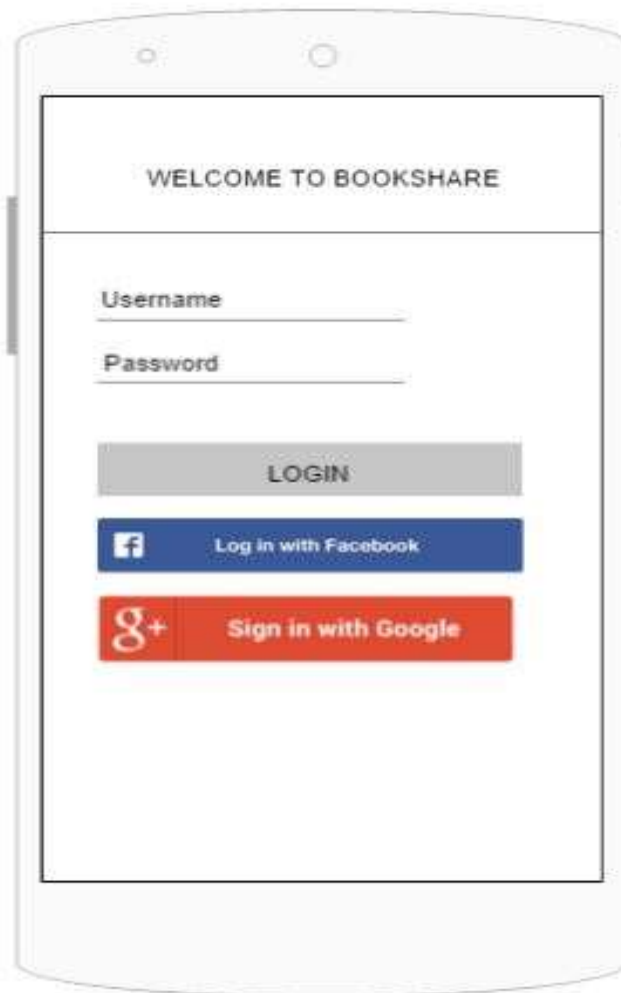 WELCOME TO BOOKSHARE
Username
Password
LOGIN
f Log in with Facebook
g+ Sign in with Google